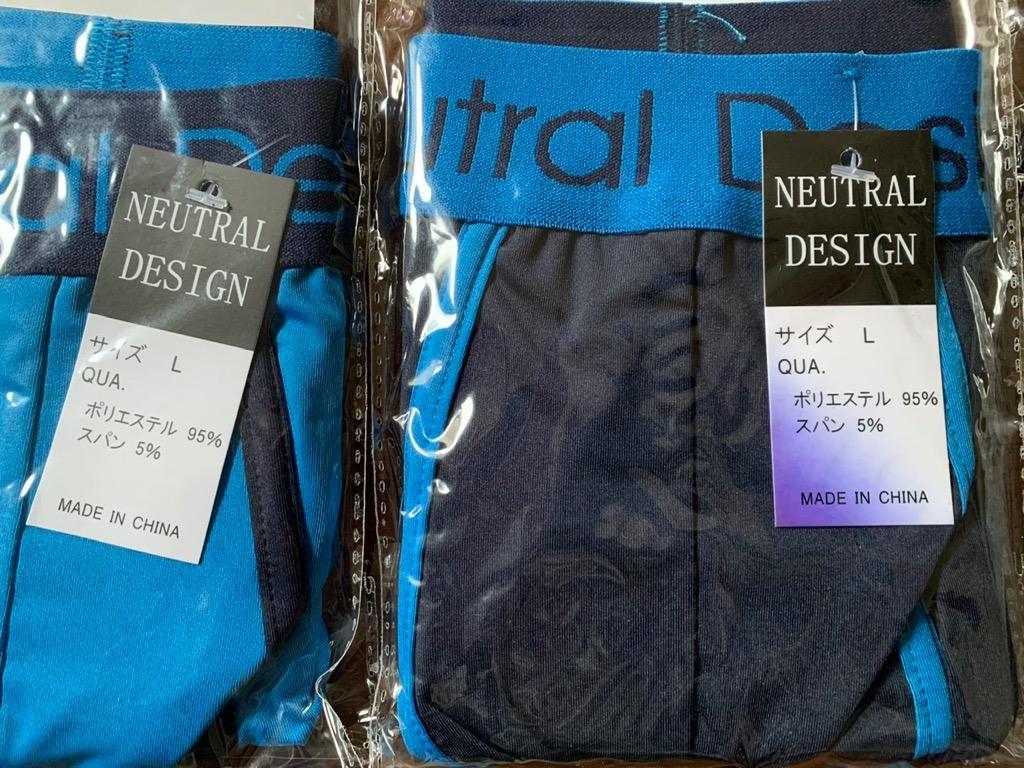 al De
NEUTRAL
DESIGN
サイズ L
QUA.
ポリエステル 95%
スパン 5%
MADE IN CHINA
utral Des
NEUTRAL
DESIGN
サイズ L
QUA.
ポリエステル 95%
スパン 5%
MADE IN CHINA